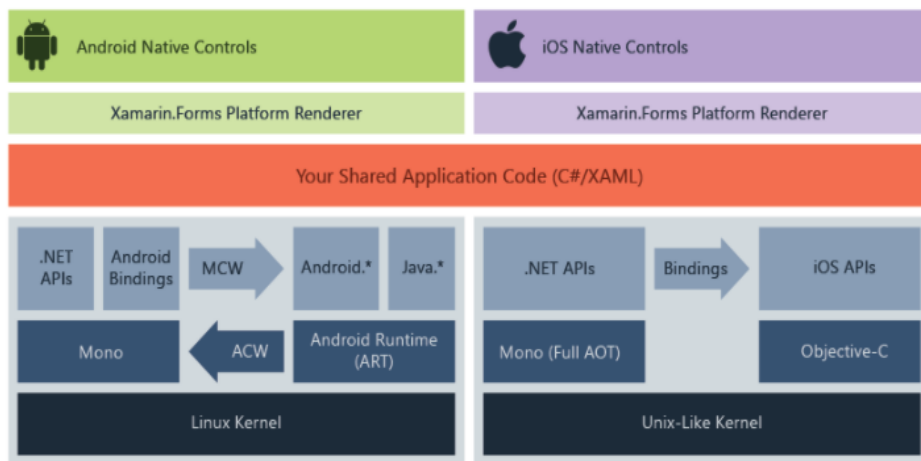 Android Native Controls
iOS Native Controls
Xamarin.Forms Platform Renderer
Xamarin.Forms Platform Renderer
Your Shared Application Code (C#/XAML)
.NET
APIs
Android
Bindings
MCW
Android.*
Java.*
.NET APIs
Bindings
iOS APIs
Mono
ACW
Android Runtime
(ART)
Mono (Full AOT)
Objective-C
Linux Kernel
Unix-Like Kernel